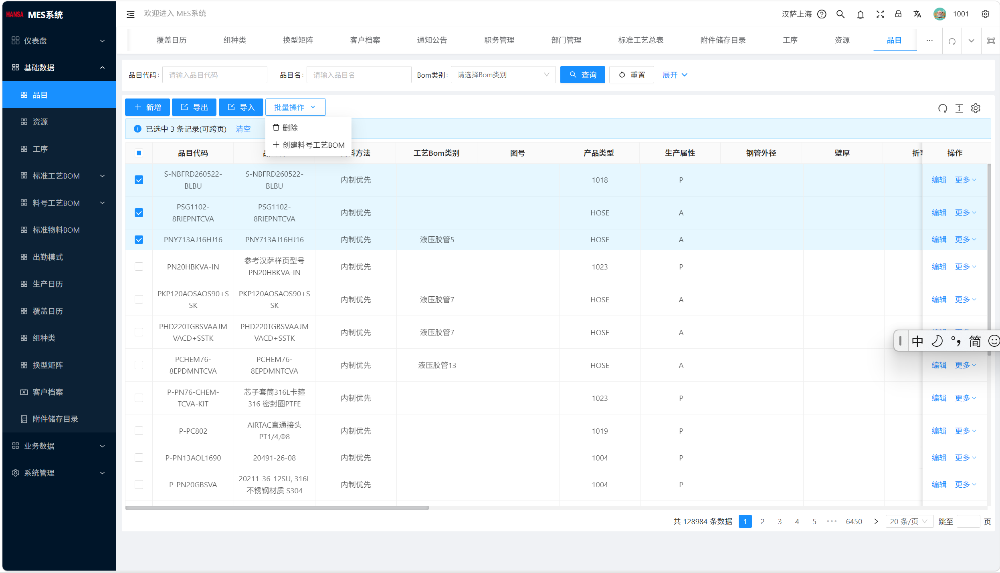 HANSA MES系统
欢迎进入 MES系统
汉萨上海
1001
仪表盘
基础数据
品目
资源
工序
标准工艺BOM
料号工艺BOM
标准物料BOM
出勤模式
生产日历
覆盖日历
组种类
换型矩阵
客户档案
附件储存目录
业务数据
系统管理
覆盖日历 组种类 换型矩阵 客户档案 通知公告 职务管理 部门管理 标准工艺总表 附件储存目录 工序 资源 品目 ···
品目代码: 请输入品目代码 品目名: 请输入品目名 Bom类别: 请选择Bom类别 查询 重置 展开
新增 导出 导入 批量操作
删除
创建料号工艺BOM
已选中 3 条记录(可跨页) 清空
品目代码 料方法 工艺Bom类别 图号 产品类型 生产属性 钢管外径 壁厚 折 操作
S-NBFRD260522- S-NBFRD260522-
BLBU BLBU
内制优先 1018 P 编辑 更多
PSG1102- PSG1102-
8RIEPNTCVA 8RIEPNTCVA
内制优先 HOSE A 编辑 更多
PNY713AJ16HJ16 PNY713AJ16HJ16 内制优先 液压胶管5 HOSE A 编辑 更多
PN20HBKVA-IN
参考汉萨样页型号
PN20HBKVA-IN
内制优先 1023 P 编辑 更多
PKP120AOSAOS90+S PKP120AOSAOS90+S
SK SK
内制优先 液压胶管7 HOSE A 编辑 更多
PHD220TGBSVAAJM PHD220TGBSVAAJM
VACD+SSTK VACD+SSTK
内制优先 液压胶管7 HOSE A
PCHEM76- PCHEM76-
8EPDMNTCVA 8EPDMNTCVA
内制优先 液压胶管13 HOSE A 编辑 更多
P-PN76-CHEM- 芯子套筒316L卡箍
TCVA-KIT 316 密封圈PTFE
内制优先 1023 P 编辑 更多
P-PC802
AIRTAC直通接头
PT1/4,Φ8
内制优先 1019 P 编辑 更多
P-PN13AOL1690 20491-26-08 内制优先 1004 P 编辑 更多
P-PN20GBSVA
20211-36-12SU, 316L
不锈钢材质 S304
内制优先 1004 P 编辑 更多
中 °, 简
共 128984 条数据 1 2 3 4 5 ··· 6450 > 20 条/页 跳至 页